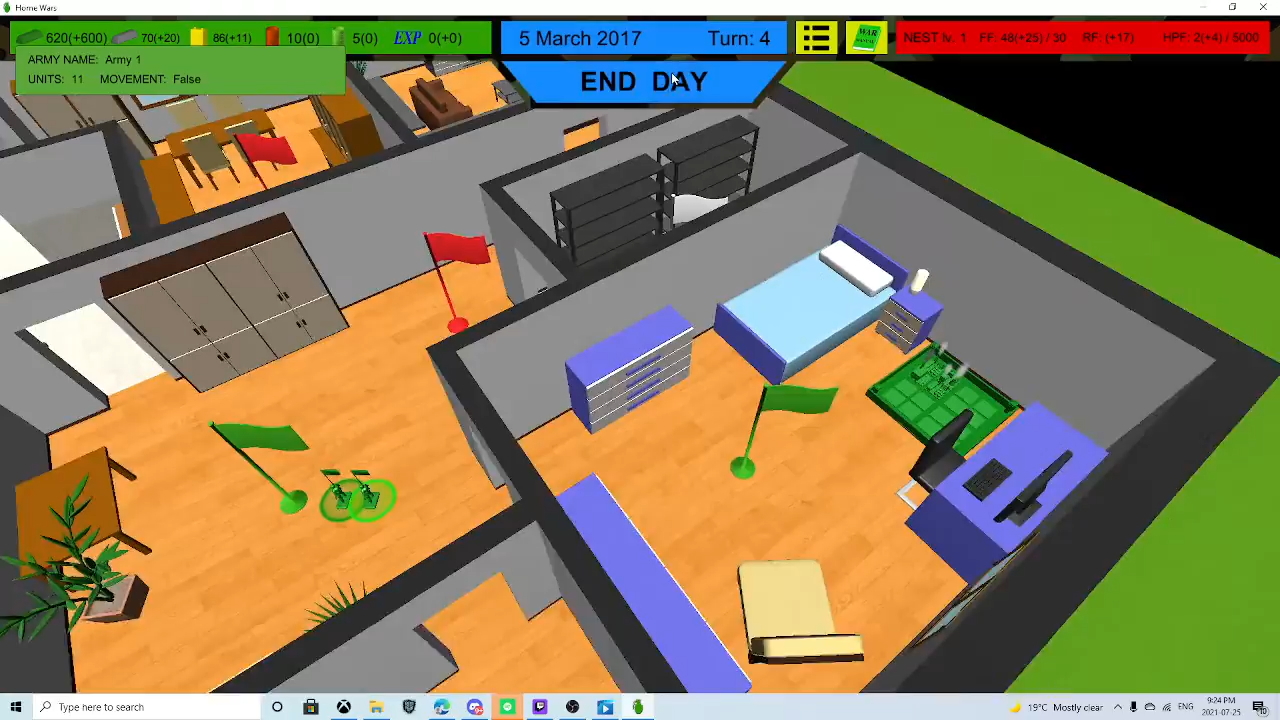 Home Wars
620(+600) 70(+20) 86(+11) 10(0) 5(0) EXP 0(+0)
5 March 2017 Turn: 4
WAR
NEST lv. 1 FF: 48(+25) / 30 RF: (+17) HPF: 2(+4) / 5000
ARMY NAME: Army 1
UNITS: 11 MOVEMENT: False
END DAY
Type here to search
19°C Mostly clear
ENG
9:24 PM
2021-07-25